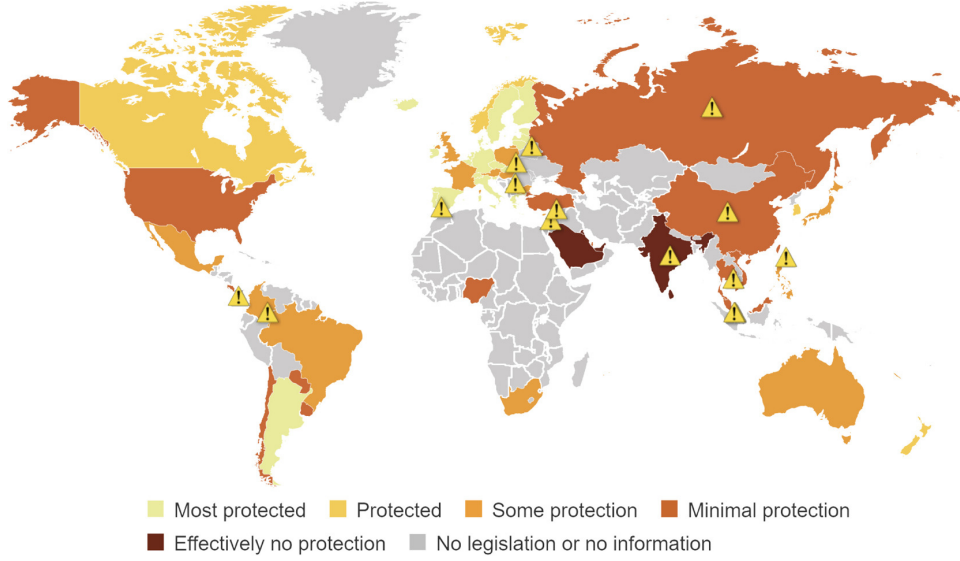 Most protected Protected Some protection Minimal protection
Effectively no protection No legislation or no information